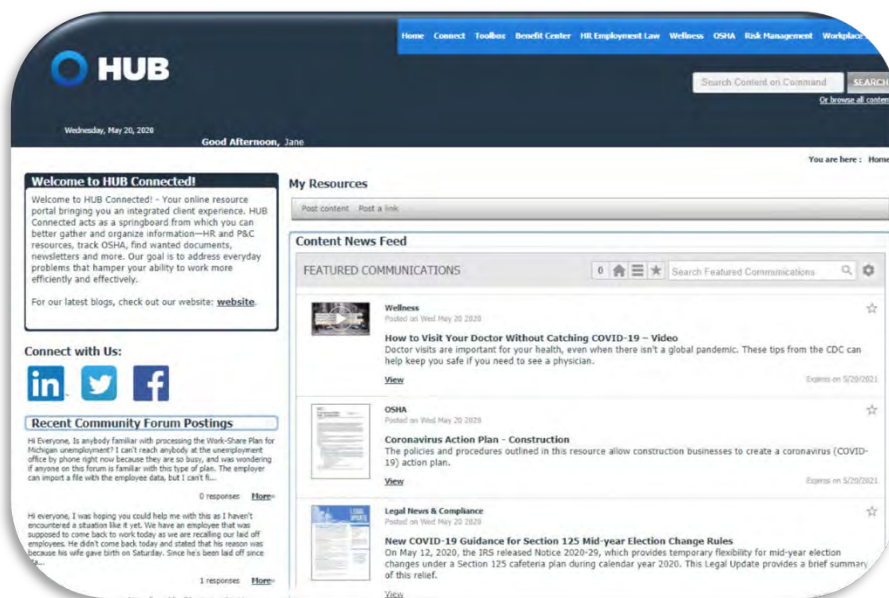 Home Connect Toolbox Benefit Center HR Employment Law Wellness OSHA Risk Management
HUB
Search Content on Command SEARCH
Or browse all content
Wednesday, May 20, 2020
Good Afternoon, Jane
You are here : Home
Welcome to HUB Connected!
Welcome to HUB Connected! - Your online resource
portal bringing you an integrated client experience. HUB
Connected acts as a springboard from which you can
better gather and organize information—HR and P&C
resources, track OSHA, find wanted documents,
newsletters and more. Our goal is to address everyday
problems that hamper your ability to work more
efficiently and effectively.
For our latest blogs, check out our website: website.
Connect with Us:
in
f
Recent Community Forum Postings
Hi Everyone, Is anybody familiar with processing the Work-Share Plan for
Michigan unemployment? I can't reach anybody at the unemployment
office by phone right now because they are so busy, and was wondering
if anyone on this forum is familiar with this type of plan. The employer
can import a file with the employee data, but I can't fi...
0 responses More»
Hi everyone, I was hoping you could help me with this as I haven't
encountered a situation like it yet. We have an employee that was
supposed to come back to work today as we are recalling our laid off
employees. He didn't come back today and stated that his reason was
because his wife gave birth on Saturday. Since he's been laid off since
1 responses More»
My Resources
Post content Post a link
Content News Feed
FEATURED COMMUNICATIONS 0 Search Featured Communications
Wellness
Posted on Wed May 20 2020
How to Visit Your Doctor Without Catching COVID-19 – Video
Doctor visits are important for your health, even when there isn't a global pandemic. These tips from the CDC can
help keep you safe if you need to see a physician.
View Expires on 5/20/2021
OSHA
Posted on Wed May 20 2020
Coronavirus Action Plan - Construction
The policies and procedures outlined in this resource allow construction businesses to create a coronavirus (COVID-
19) action plan.
View Expires on 5/20/2021
Legal News & Compliance
Posted on Wed May 20 2020
New COVID-19 Guidance for Section 125 Mid-year Election Change Rules
On May 12, 2020, the IRS released Notice 2020-29, which provides temporary flexibility for mid-year election
changes under a Section 125 cafeteria plan during calendar year 2020. This Legal Update provides a brief summary
of this relief.
View